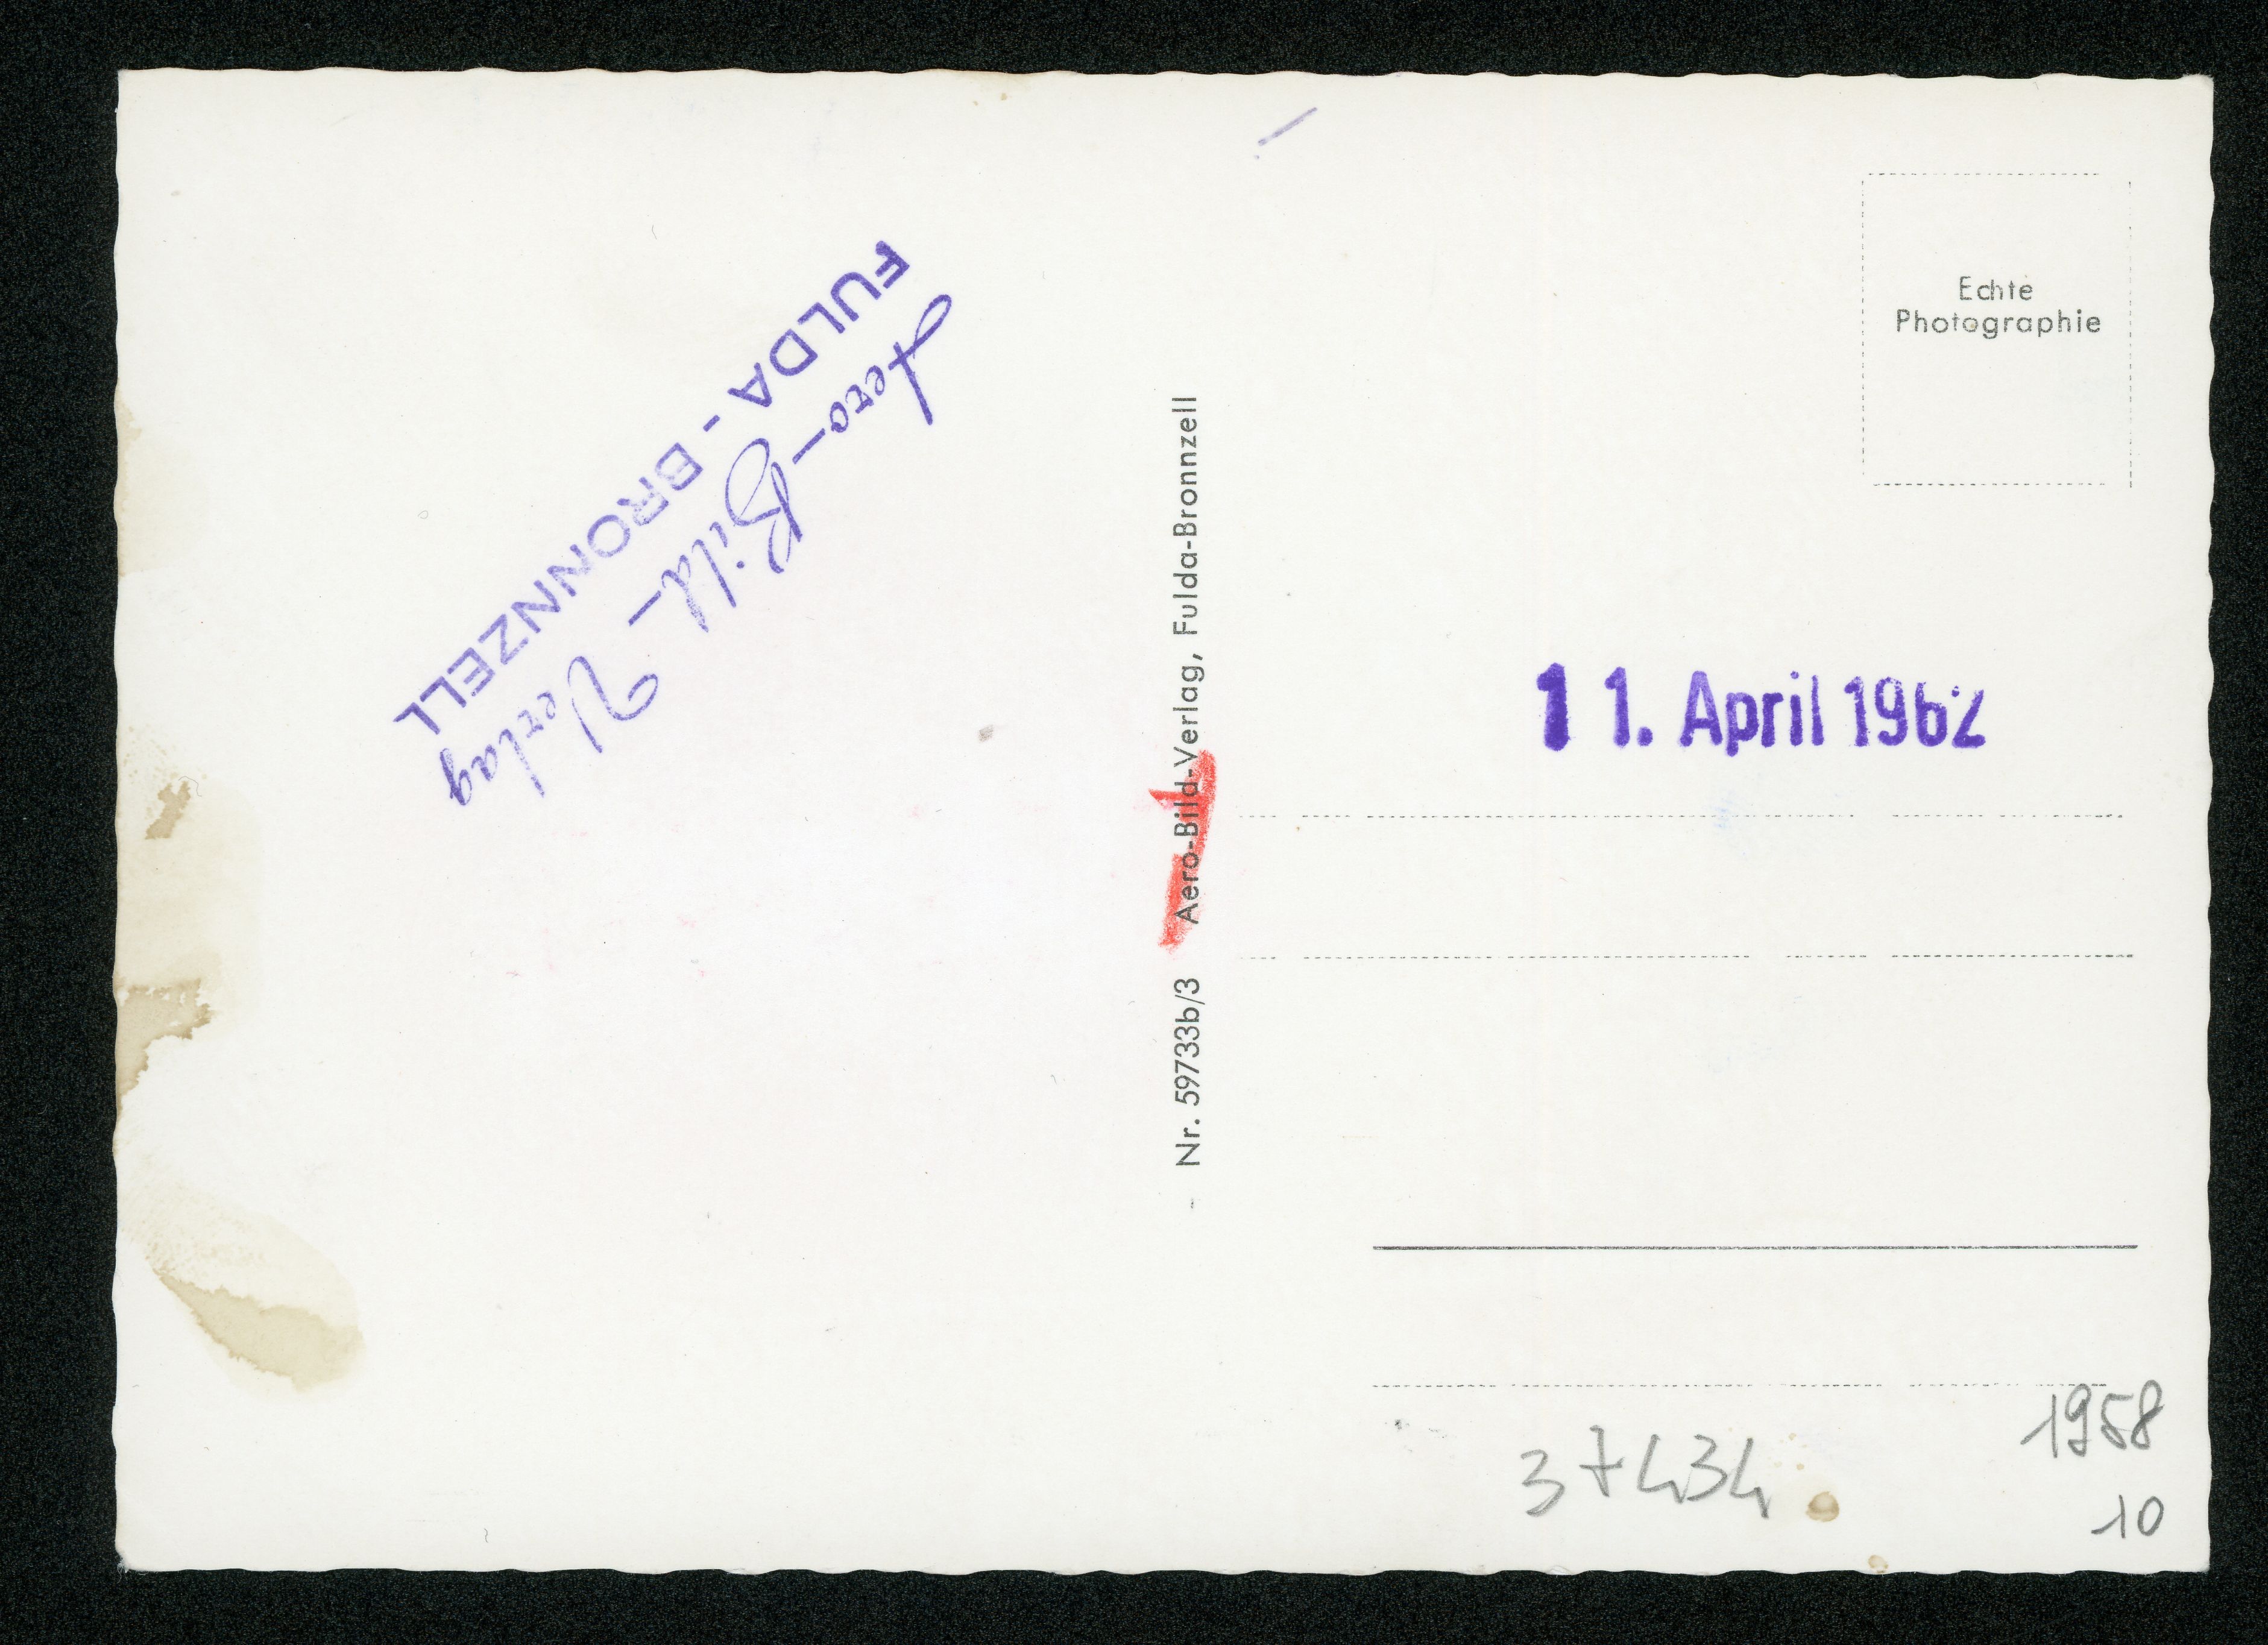 Aero-Bild-Verlag
FULDA - BRONNZELL
Nr. 59733b/3 Aero-Bild-Verlag, Fulda-Bronnzell
Echte
Photographie
11. April 1962
1958
37434
10